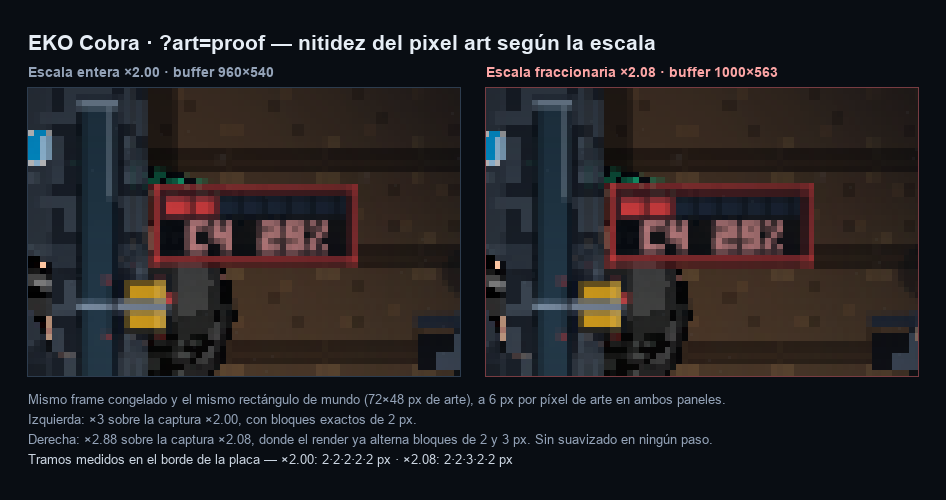 EKO Cobra · ?art=proof — nitidez del pixel art según la escala
Escala entera ×2.00 · buffer 960×540
Escala fraccionaria ×2.08 · buffer 1000×563
C4 29%
C4 29%
Mismo frame congelado y el mismo rectángulo de mundo (72×48 px de arte), a 6 px por píxel de arte en ambos paneles.
Izquierda: ×3 sobre la captura ×2.00, con bloques exactos de 2 px.
Derecha: ×2.88 sobre la captura ×2.08, donde el render ya alterna bloques de 2 y 3 px. Sin suavizado en ningún paso.
Tramos medidos en el borde de la placa — ×2.00: 2·2·2·2·2 px · ×2.08: 2·2·3·2·2 px